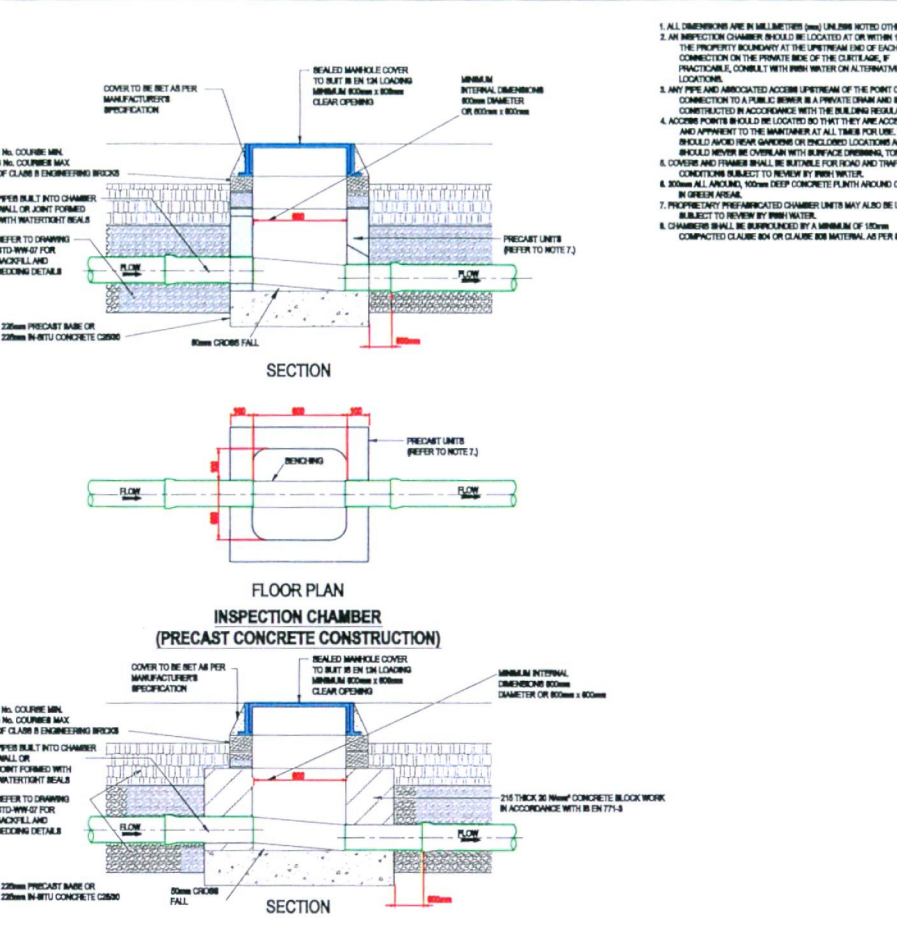 SEALED MANHOLE COVER
TO SUIT IS EN 124 LOADING
MINIMUM 600mm x 600mm
CLEAR OPENING
COVER TO BE SET AS PER
MANUFACTURER'S
SPECIFICATION
MINIMUM
INTERNAL DIMENSIONS
600mm DIAMETER
OR 600mm x 600mm
No. COURSE MIN.
No. COURSES MAX
OF CLASS B ENGINEERING BRICKS
PIPES BUILT INTO CHAMBER
WALL OR JOINT FORMED
WITH WATERTIGHT SEALS
REFER TO DRAWING
STD-WW-07 FOR
BACKFILL AND
BEDDING DETAILS
600
PRECAST UNITS
(REFER TO NOTE 7.)
FLOW
FLOW
225mm PRECAST BASE OR
225mm IN-SITU CONCRETE C25/30
50mm CROSS FALL
600mm
SECTION
100
600
100
PRECAST UNITS
(REFER TO NOTE 7.)
BENCHING
FLOW
FLOW
FLOOR PLAN
INSPECTION CHAMBER
(PRECAST CONCRETE CONSTRUCTION)
SEALED MANHOLE COVER
TO SUIT IS EN 124 LOADING
MINIMUM 600mm x 600mm
CLEAR OPENING
COVER TO BE SET AS PER
MANUFACTURER'S
SPECIFICATION
MINIMUM INTERNAL
DIMENSIONS 600mm
DIAMETER OR 600mm x 600mm
No. COURSE MIN.
No. COURSES MAX
OF CLASS B ENGINEERING BRICKS
PIPES BUILT INTO CHAMBER
WALL OR
JOINT FORMED WITH
WATERTIGHT SEALS
REFER TO DRAWING
STD-WW-07 FOR
BACKFILL AND
BEDDING DETAILS
600
215 THICK 20 N/mm² CONCRETE BLOCK WORK
IN ACCORDANCE WITH IS EN 771-3
FLOW
FLOW
225mm PRECAST BASE OR
225mm IN-SITU CONCRETE C25/30
50mm CROSS
FALL
600mm
SECTION
1. ALL DIMENSIONS ARE IN MILLIMETRES (mm) UNLESS NOTED
2. AN INSPECTION CHAMBER SHOULD BE LOCATED AT OR WITHIN
THE PROPERTY BOUNDARY AT THE UPSTREAM END OF EACH
CONNECTION ON THE PRIVATE SIDE OF THE CURTILAGE, IF
PRACTICABLE, CONSULT WITH IRISH WATER ON ALTERNATIVE
LOCATIONS.
3. ANY PIPE AND ASSOCIATED ACCESS UPSTREAM OF THE POINT
CONNECTION TO A PUBLIC SEWER IS A PRIVATE DRAIN AND
CONSTRUCTED IN ACCORDANCE WITH THE BUILDING
4. ACCESS POINTS SHOULD BE LOCATED SO THAT THEY ARE
AND APPARENT TO THE MAINTAINER AT ALL TIMES FOR USE.
SHOULD AVOID REAR GARDENS OR ENCLOSED LOCATIONS
SHOULD NEVER BE OVERLAIN WITH SURFACE DRESSING,
5. COVERS AND FRAMES SHALL BE SUITABLE FOR ROAD AND
CONDITIONS SUBJECT TO REVIEW BY IRISH WATER.
6. 200mm ALL AROUND, 100mm DEEP CONCRETE PLINTH AROUND
IN GREEN AREAS.
7. PROPRIETARY PREFABRICATED CHAMBER UNITS MAY ALSO BE
SUBJECT TO REVIEW BY IRISH WATER.
8. CHAMBERS SHALL BE SURROUNDED BY A MINIMUM OF 150mm
COMPACTED CLAUSE 804 OR CLAUSE 808 MATERIAL AS PER